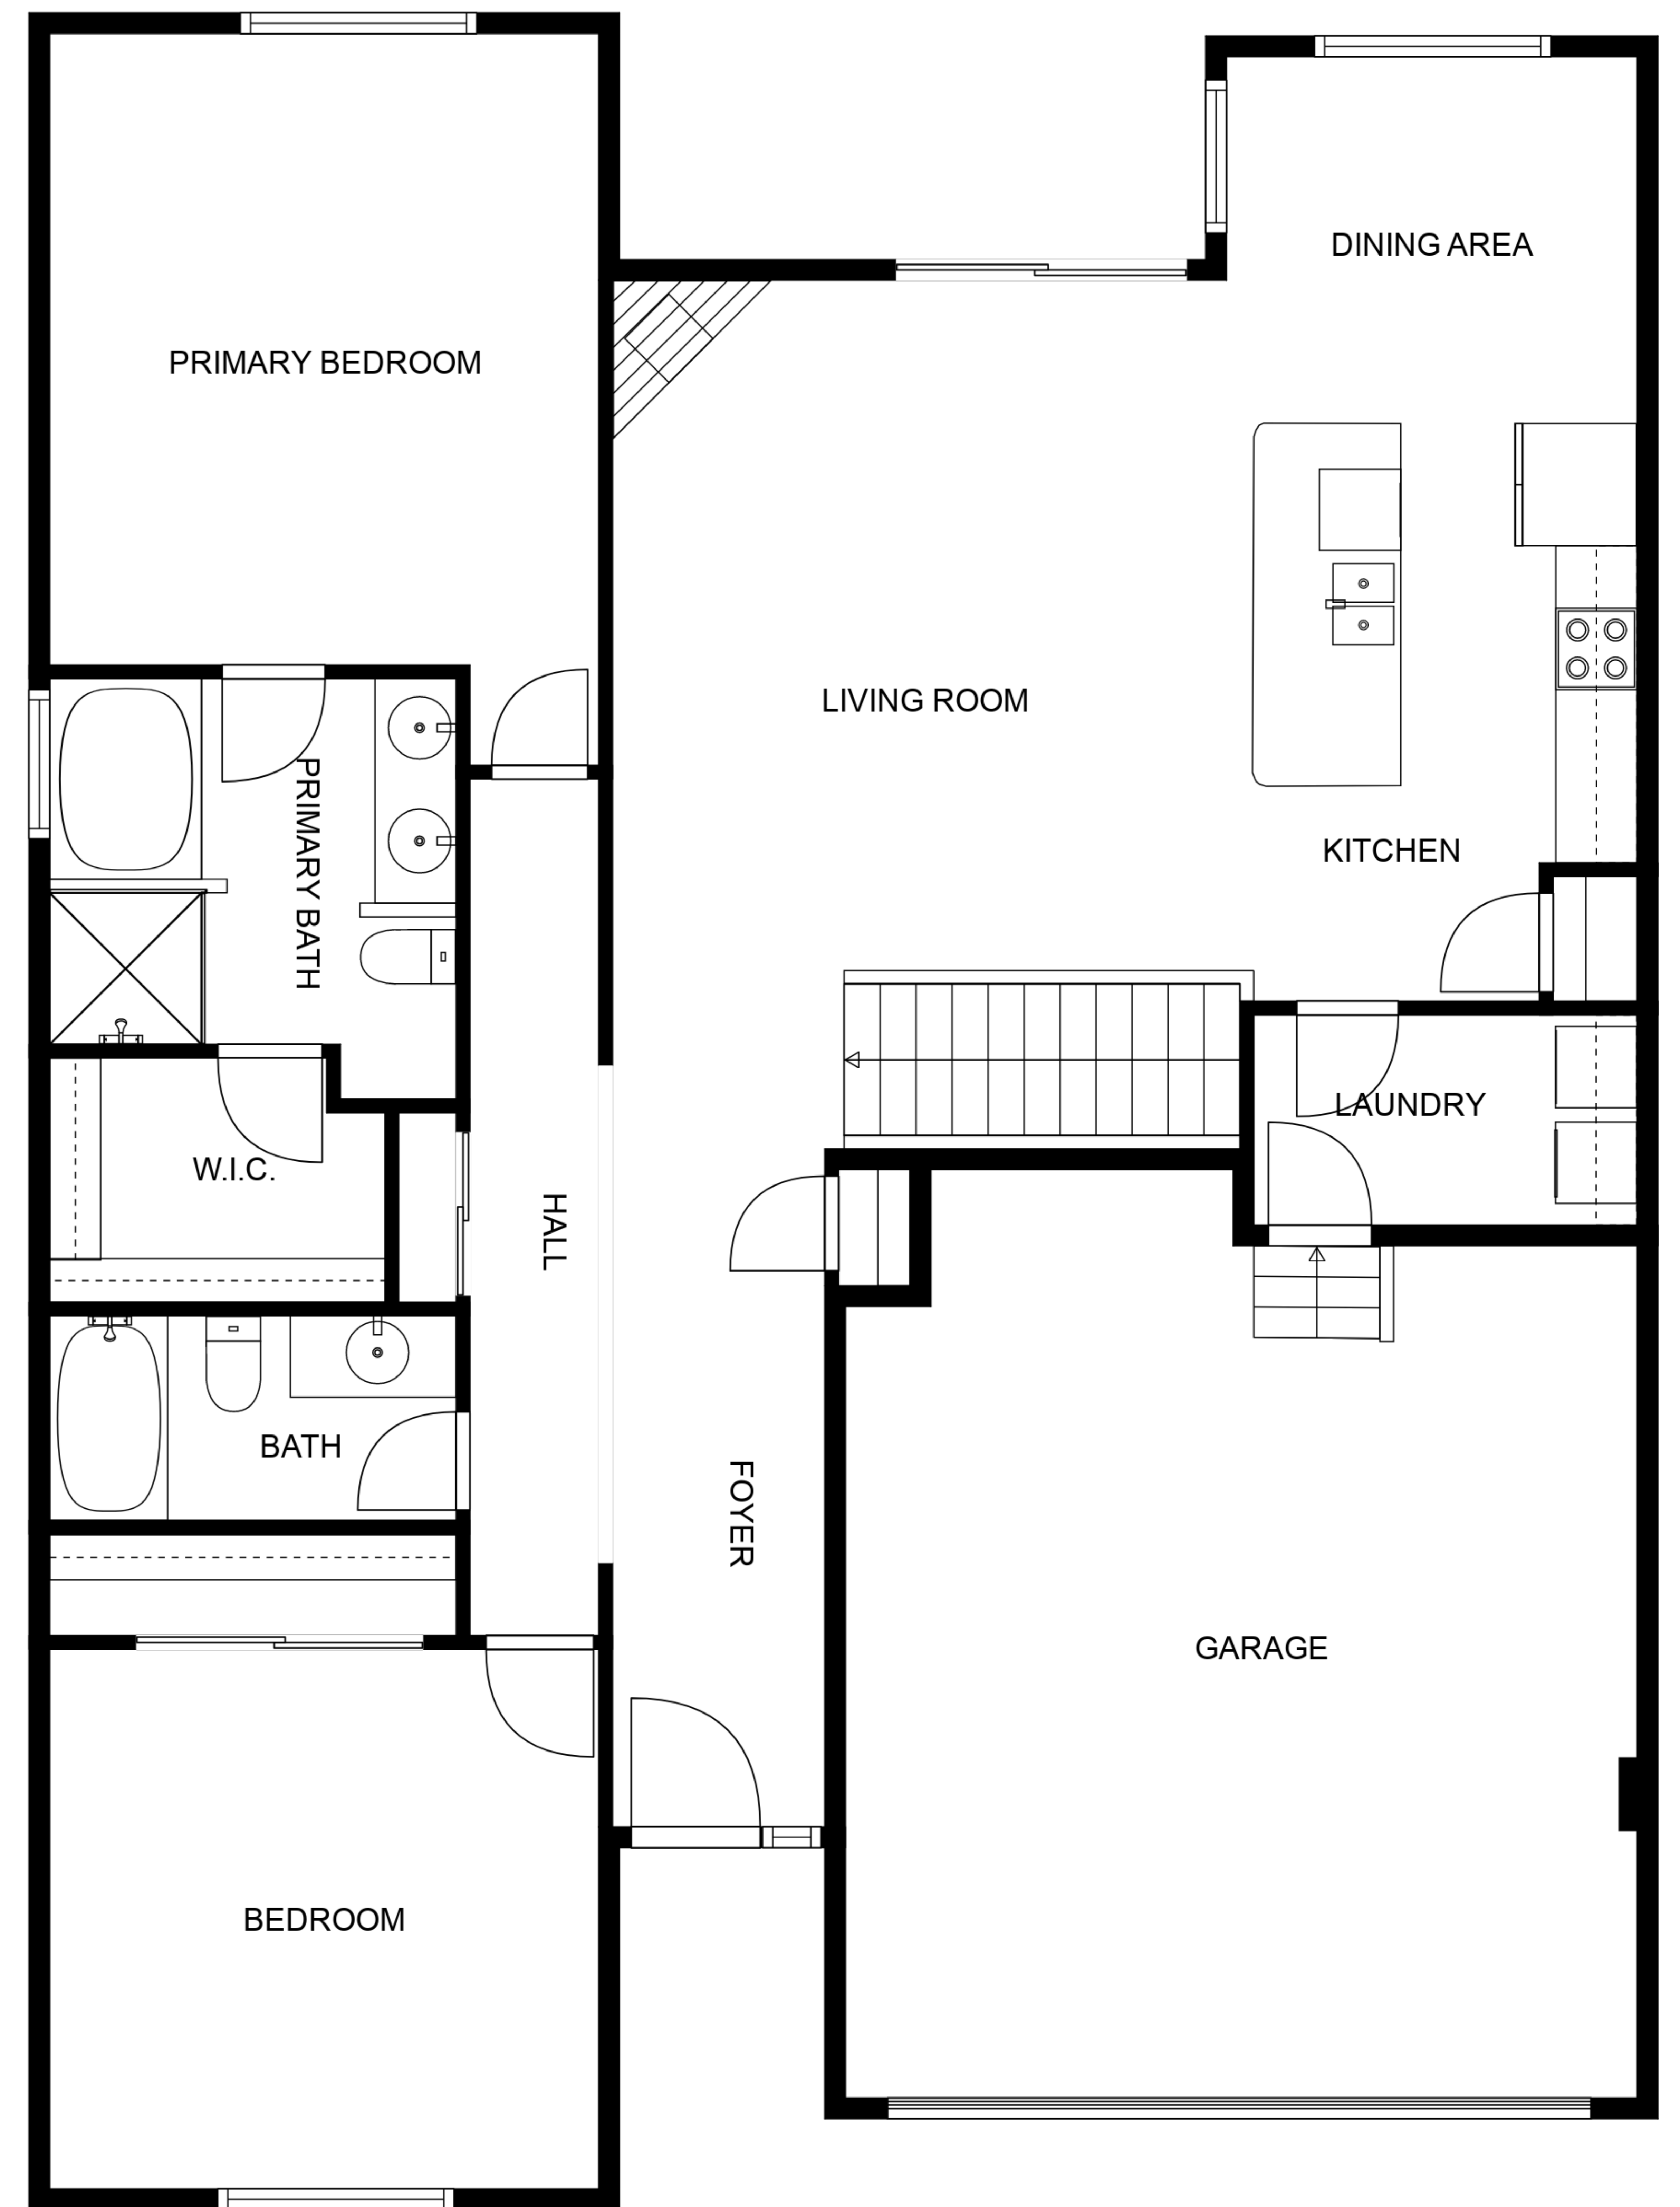 DINING AREA
PRIMARY BEDROOM
LIVING ROOM
KITCHEN
PRIMARY BATH
LAUNDRY
W.I.C.
HALL
BATH
FOYER
GARAGE
BEDROOM